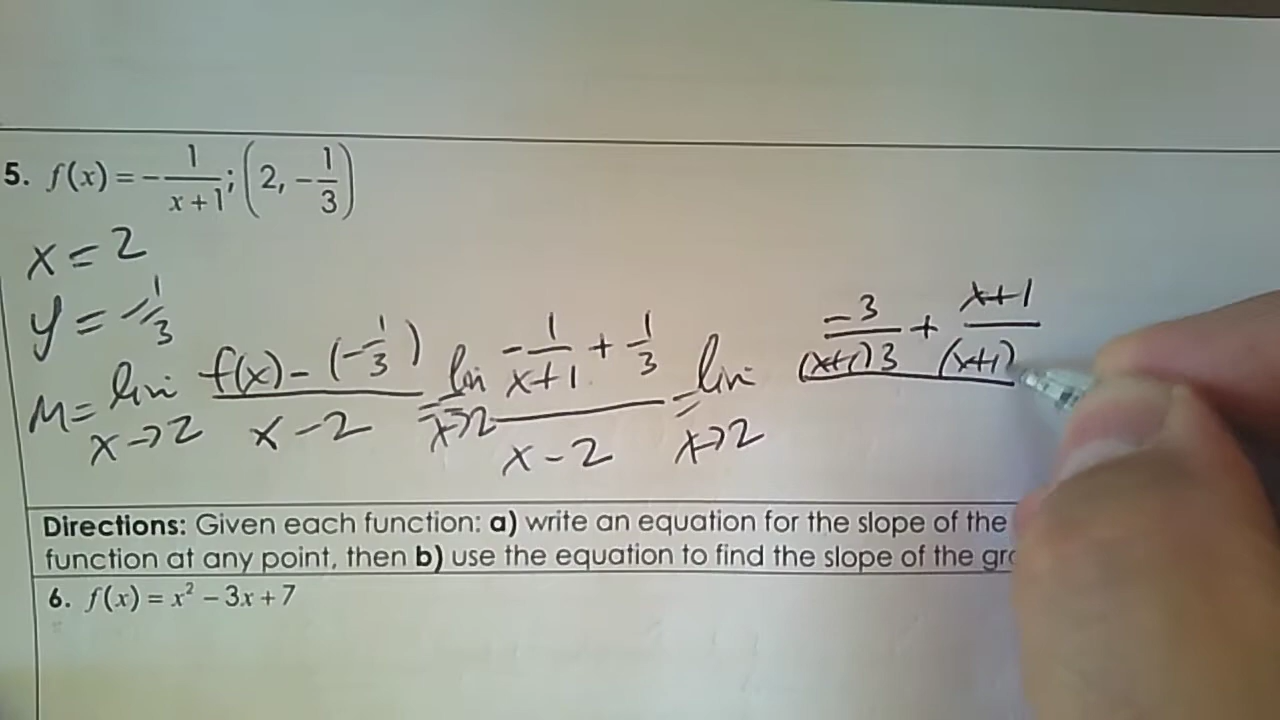 5. f(x) = -1/(x+1); (2, -1/3)
x = 2
y = -1/3
M = lim x→2 (f(x) - (-1/3))/(x - 2) = lim x→2 (-1/(x+1) + 1/3)/(x - 2) = lim x→2 -3/((x+1)3) + (x+1)/(x+1)
Directions: Given each function: a) write an equation for the slope of the
function at any point, then b) use the equation to find the slope of the
6. f(x) = x² - 3x + 7